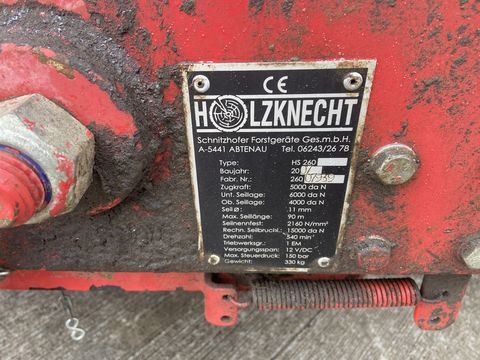 CE
HOLZKNECHT
Schnitzhofer Forstgeräte Ges.m.b.H.
A-5441 ABTENAU Tel. 06243/26 78
Type: HS 260
Baujahr: 20
Fabr. Nr.: 260
Zugkraft: 5000 da N
Unt. Seillage: 6000 da N
Ob. Seillage: 4000 da N
Seil ø: 11 mm
Max. Seillänge: 90 m
Seilnennfest: 2160 N/mm²
Rechn. Seilbruchl.: 15000 da N
Drehzahl: 540 min⁻¹
Triebwerksgr.: 1 EM
Versorgungsspan: 12 V/DC
Max. Steuerdruck: 150 bar
Gewicht: 330 kg